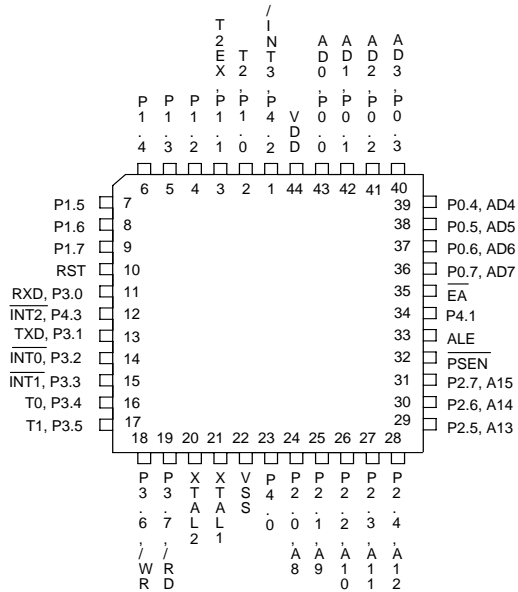 T2EX,P1.1
T2,P1.0
/INT3,P4.2
AD0,P0.0
AD1,P0.1
AD2,P0.2
AD3,P0.3
P1.4
P1.3
P1.2
VDD
6 5 4 3 2 1 44 43 42 41 40
P1.5 7
P1.6 8
P1.7 9
RST 10
RXD, P3.0 11
INT2, P4.3 12
TXD, P3.1 13
INT0, P3.2 14
INT1, P3.3 15
T0, P3.4 16
T1, P3.5 17
39 P0.4, AD4
38 P0.5, AD5
37 P0.6, AD6
36 P0.7, AD7
35 EA
34 P4.1
33 ALE
32 PSEN
31 P2.7, A15
30 P2.6, A14
29 P2.5, A13
18 19 20 21 22 23 24 25 26 27 28
P3.6,/WR
P3.7,/RD
XTAL2
XTAL1
VSS
P4.0
P2.0,A8
P2.1,A9
P2.2,A10
P2.3,A11
P2.4,A12